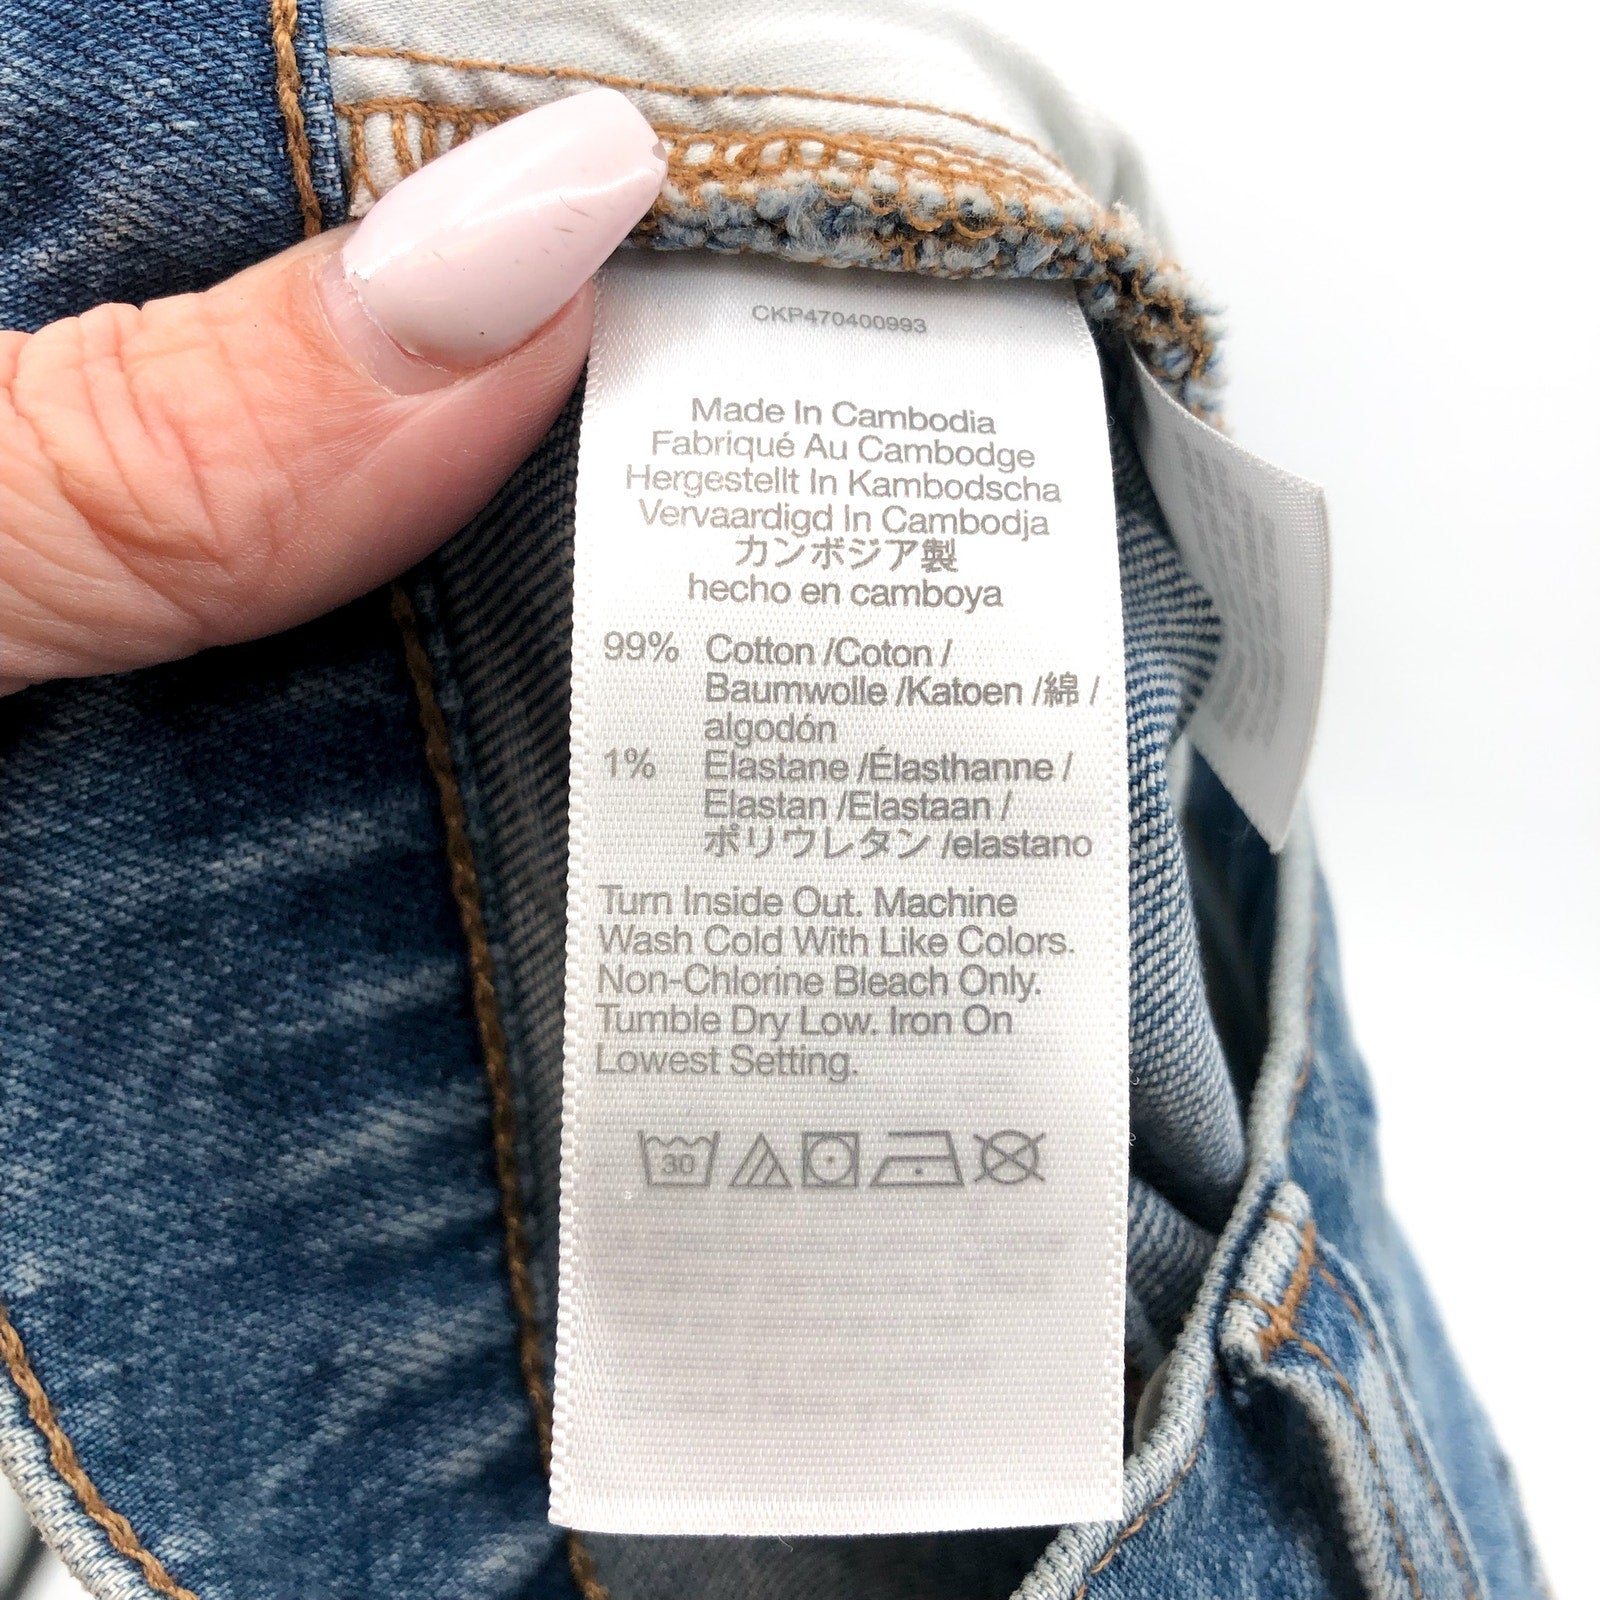 CKP470400993
Made In Cambodia
Fabriqué Au Cambodge
Hergestellt In Kambodscha
Vervaardigd In Cambodja
カンボジア製
hecho en camboya
99% Cotton /Coton /
Baumwolle /Katoen /綿 /
algodón
1% Elastane /Élasthanne /
Elastan /Elastaan /
ポリウレタン /elastano
Turn Inside Out. Machine
Wash Cold With Like Colors.
Non-Chlorine Bleach Only.
Tumble Dry Low. Iron On
Lowest Setting.
30